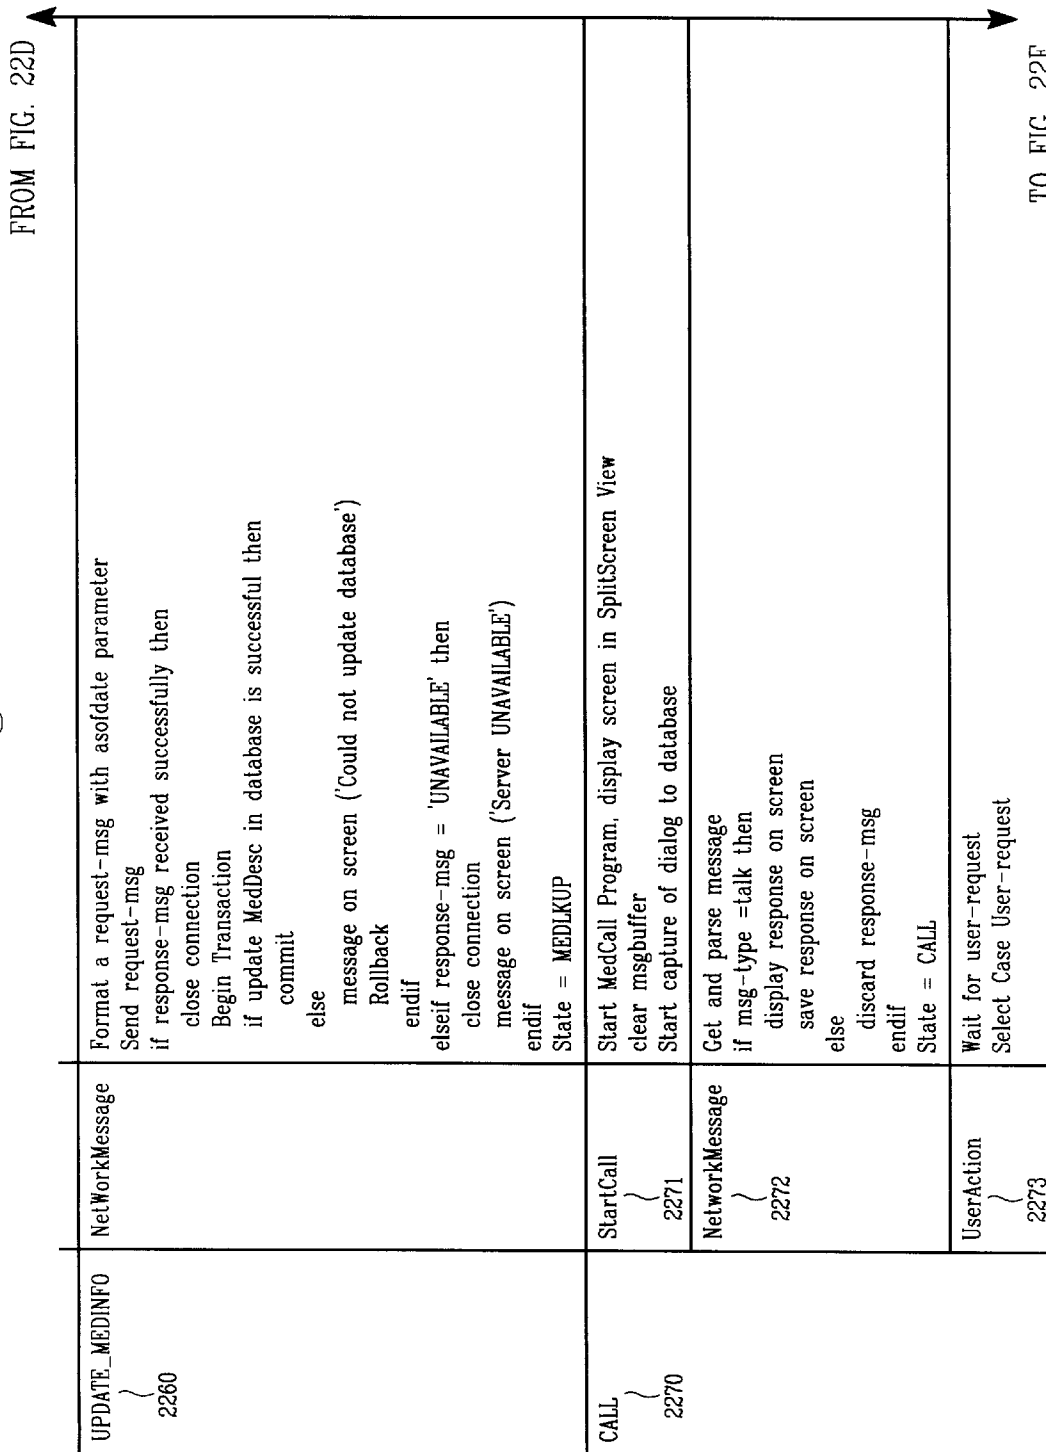 FROM FIG. 22D
UPDATE_MEDINFO
2260
NetWorkMessage
Format a request-msg with asofdate parameter
Send request-msg
if response-msg received successfully then
close connection
Begin Transaction
if update MedDesc in database is successful then
commit
else
message on screen ('Could not update database')
Rollback
endif
elseif response-msg = 'UNAVAILABLE' then
close connection
message on screen ('Server UNAVAILABLE')
endif
State = MEDLKUP
CALL
2270
StartCall
2271
Start MedCall Program, display screen in SplitScreen View
clear msgbuffer
Start capture of dialog to database
NetworkMessage
2272
Get and parse message
if msg-type =talk then
display response on screen
save response on screen
else
discard response-msg
endif
State = CALL
UserAction
2273
Wait for user-request
Select Case User-request
TO FIG.